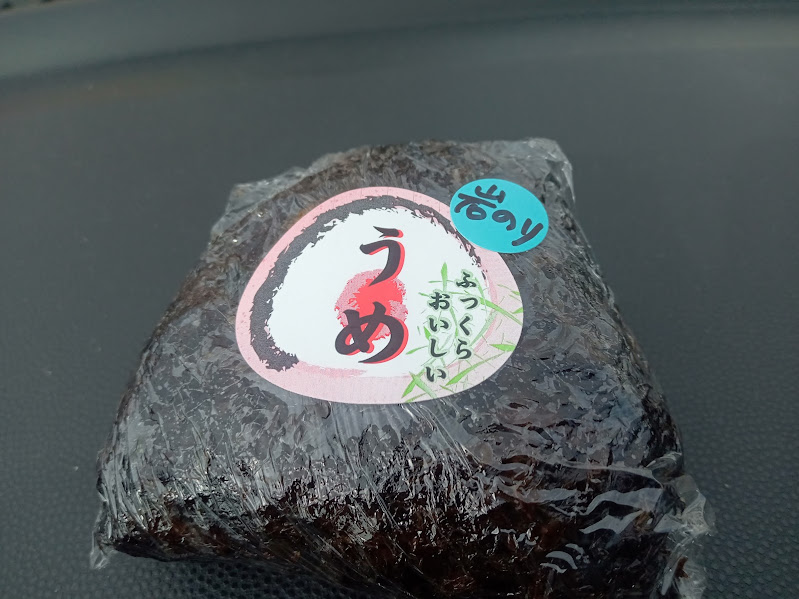 岩のり
うめ
ふっくら
おいしい